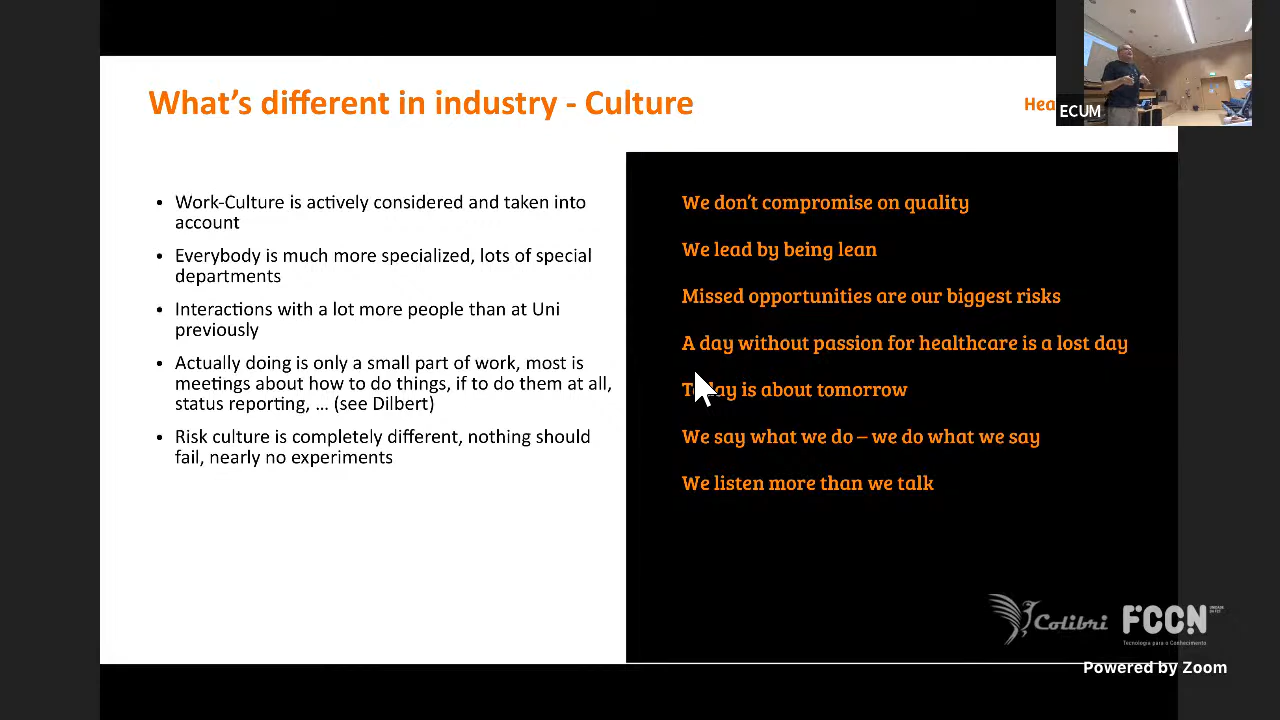 What's different in industry - Culture
ECUM
• Work-Culture is actively considered and taken into
account
• Everybody is much more specialized, lots of special
departments
• Interactions with a lot more people than at Uni
previously
• Actually doing is only a small part of work, most is
meetings about how to do things, if to do them at all,
status reporting, … (see Dilbert)
• Risk culture is completely different, nothing should
fail, nearly no experiments
We don't compromise on quality
We lead by being lean
Missed opportunities are our biggest risks
A day without passion for healthcare is a lost day
Today is about tomorrow
We say what we do – we do what we say
We listen more than we talk
Colibri
FCCN
Tecnologia para o Conhecimento
Powered by Zoom